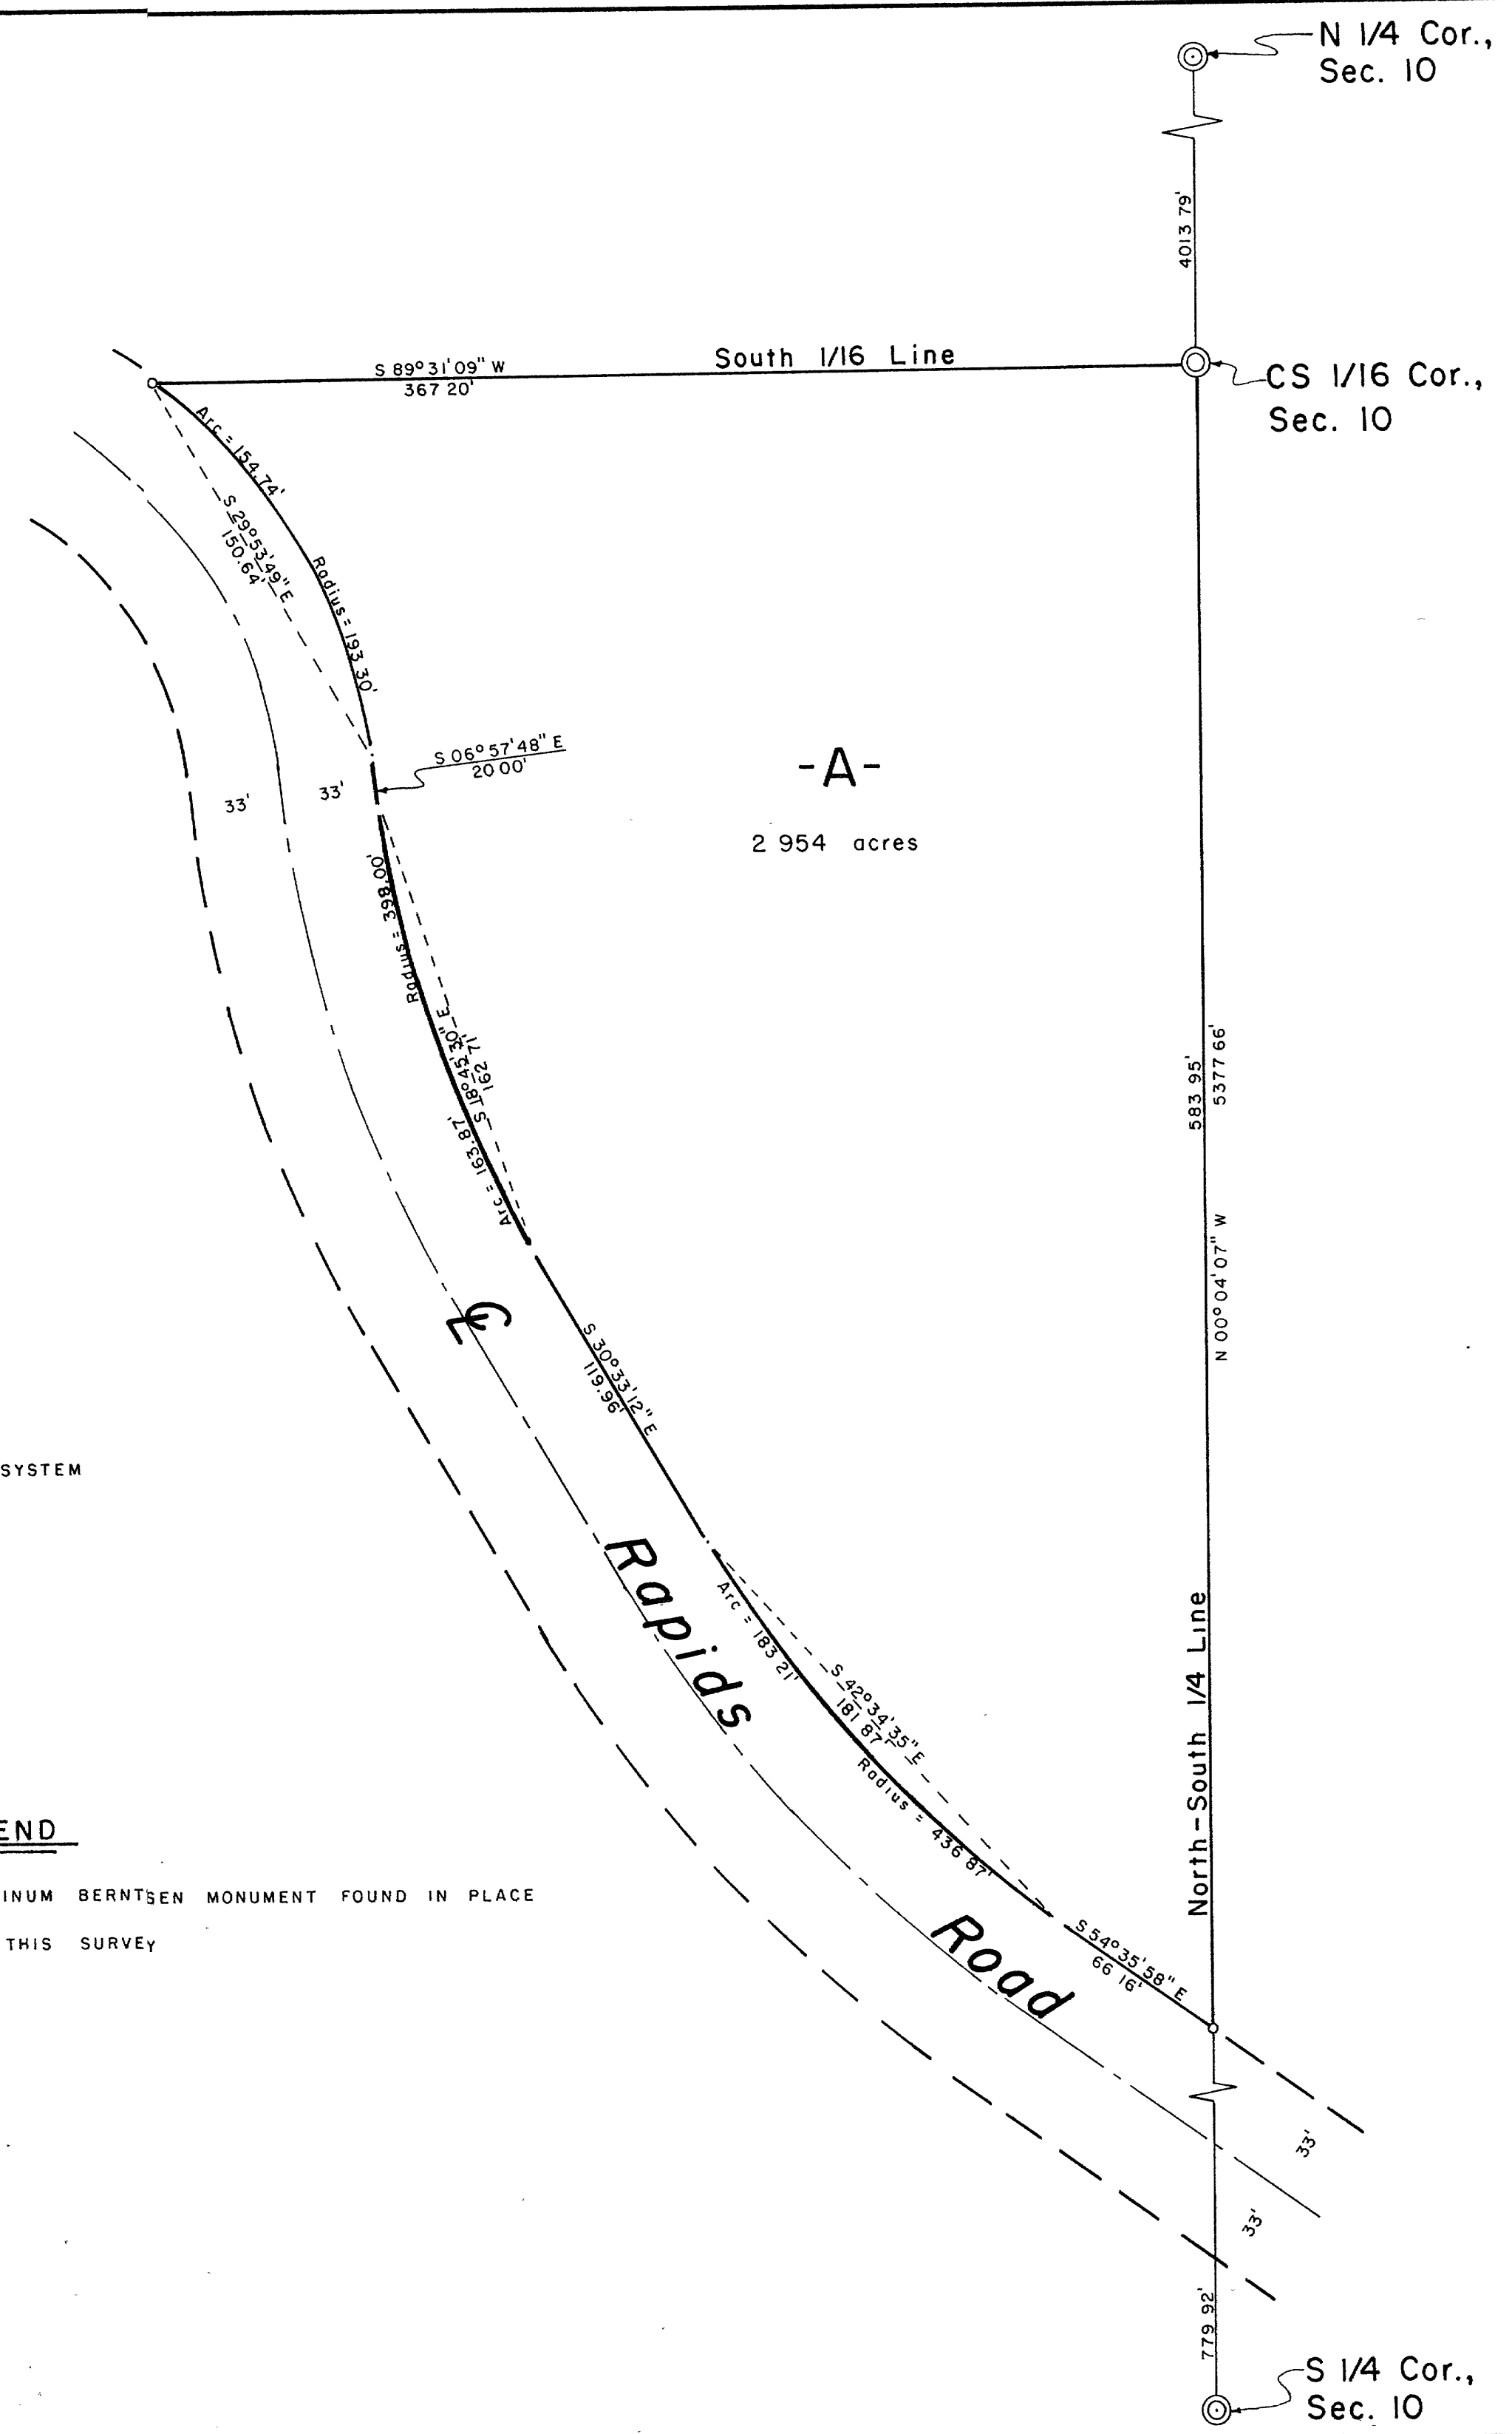 N 1/4 Cor.,
Sec. 10
4013 79'
S 89°31'09" W
367 20'
South 1/16 Line
CS 1/16 Cor.,
Sec. 10
Arc = 154.74'
S 29°53'49" E
150.64'
Radius = 193 30'
S 06°57'48" E
20 00'
33'
33'
-A-
2 954 acres
Radius = 398.00'
S 18°45'30" E
162 71'
Arc = 163.87'
583 95'
5377 66'
N 00°04'07" W
℄
S 30°33'12" E
119.96'
SYSTEM
Rapids
Arc = 183 21'
S 42°34'35" E
181 87'
Radius = 436 87'
North-South 1/4 Line
END
INUM BERNTSEN MONUMENT FOUND IN PLACE
THIS SURVEY
Road
S 54°35'58" E
66 16'
33'
33'
779 92'
S 1/4 Cor.,
Sec. 10